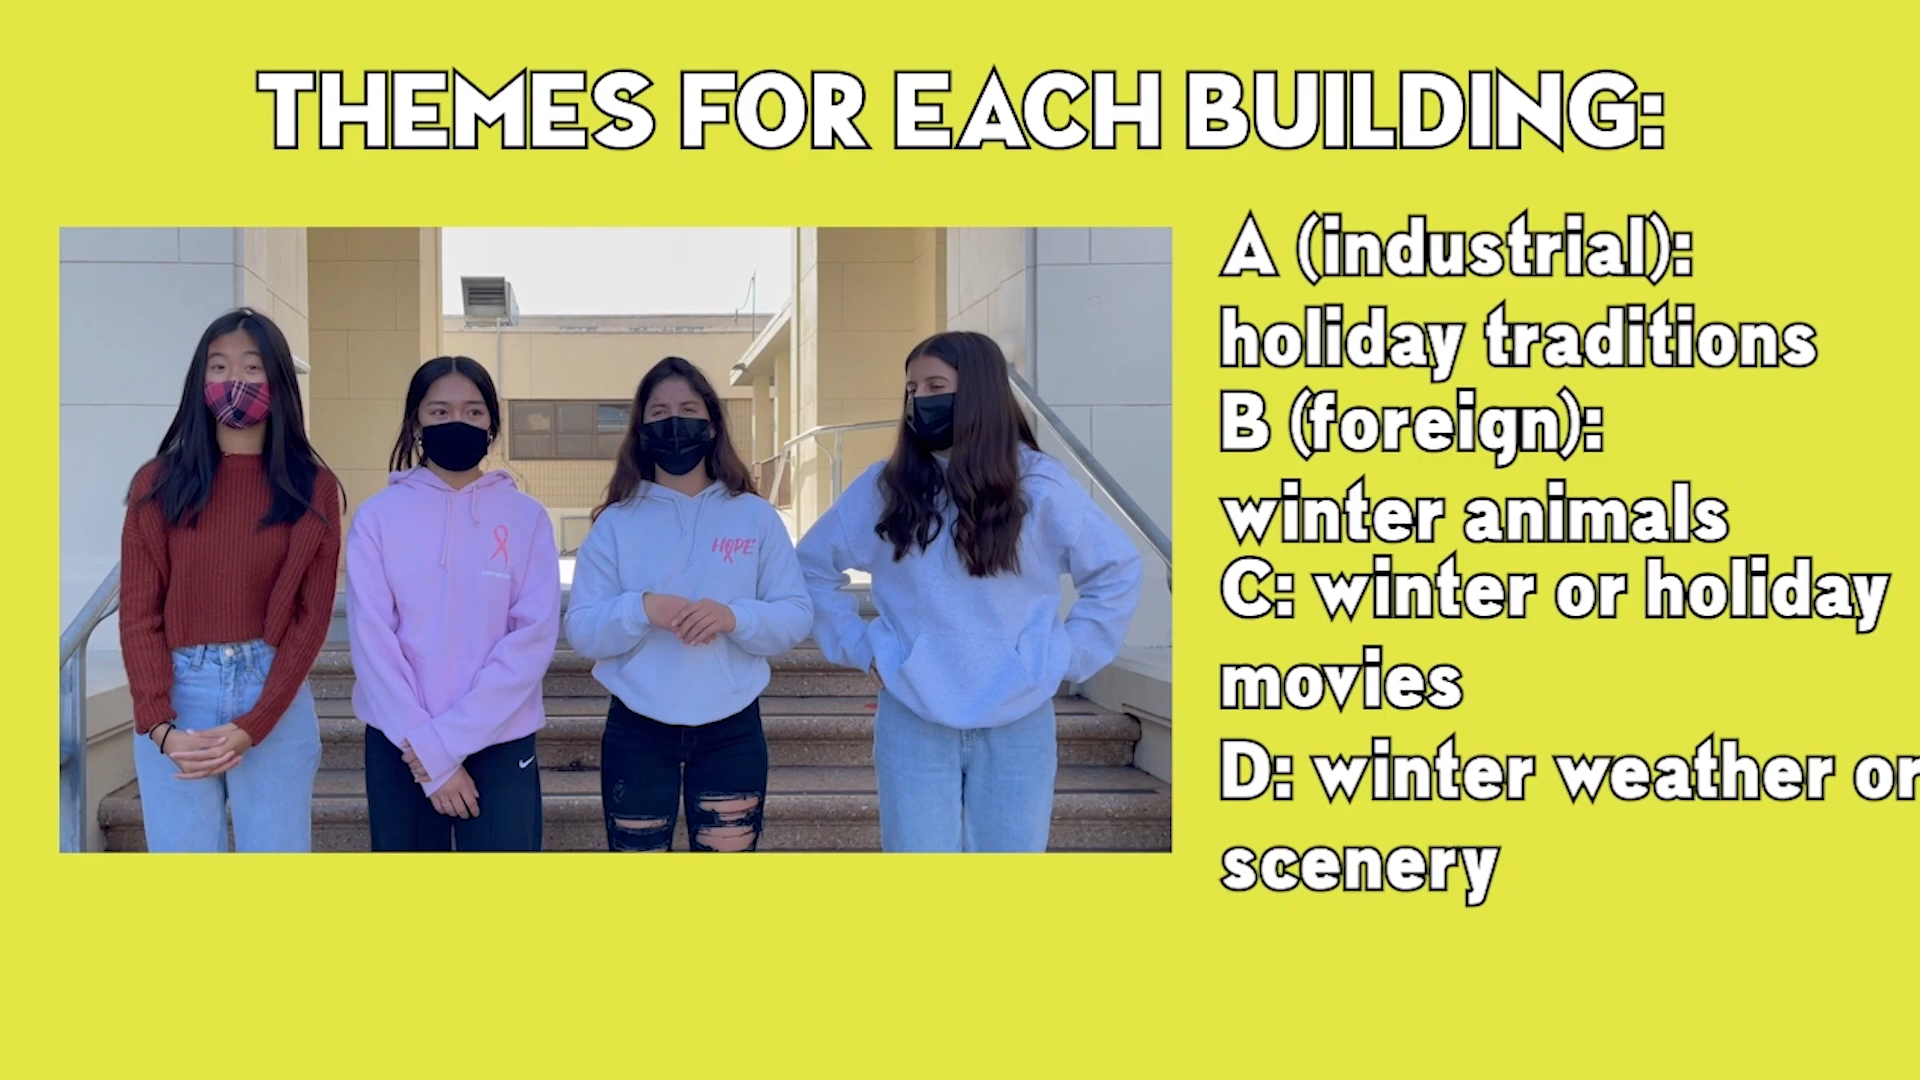 THEMES FOR EACH BUILDING:
A (industrial):
holiday traditions
B (foreign):
winter animals
C: winter or holiday
movies
D: winter weather or
scenery
HOPE